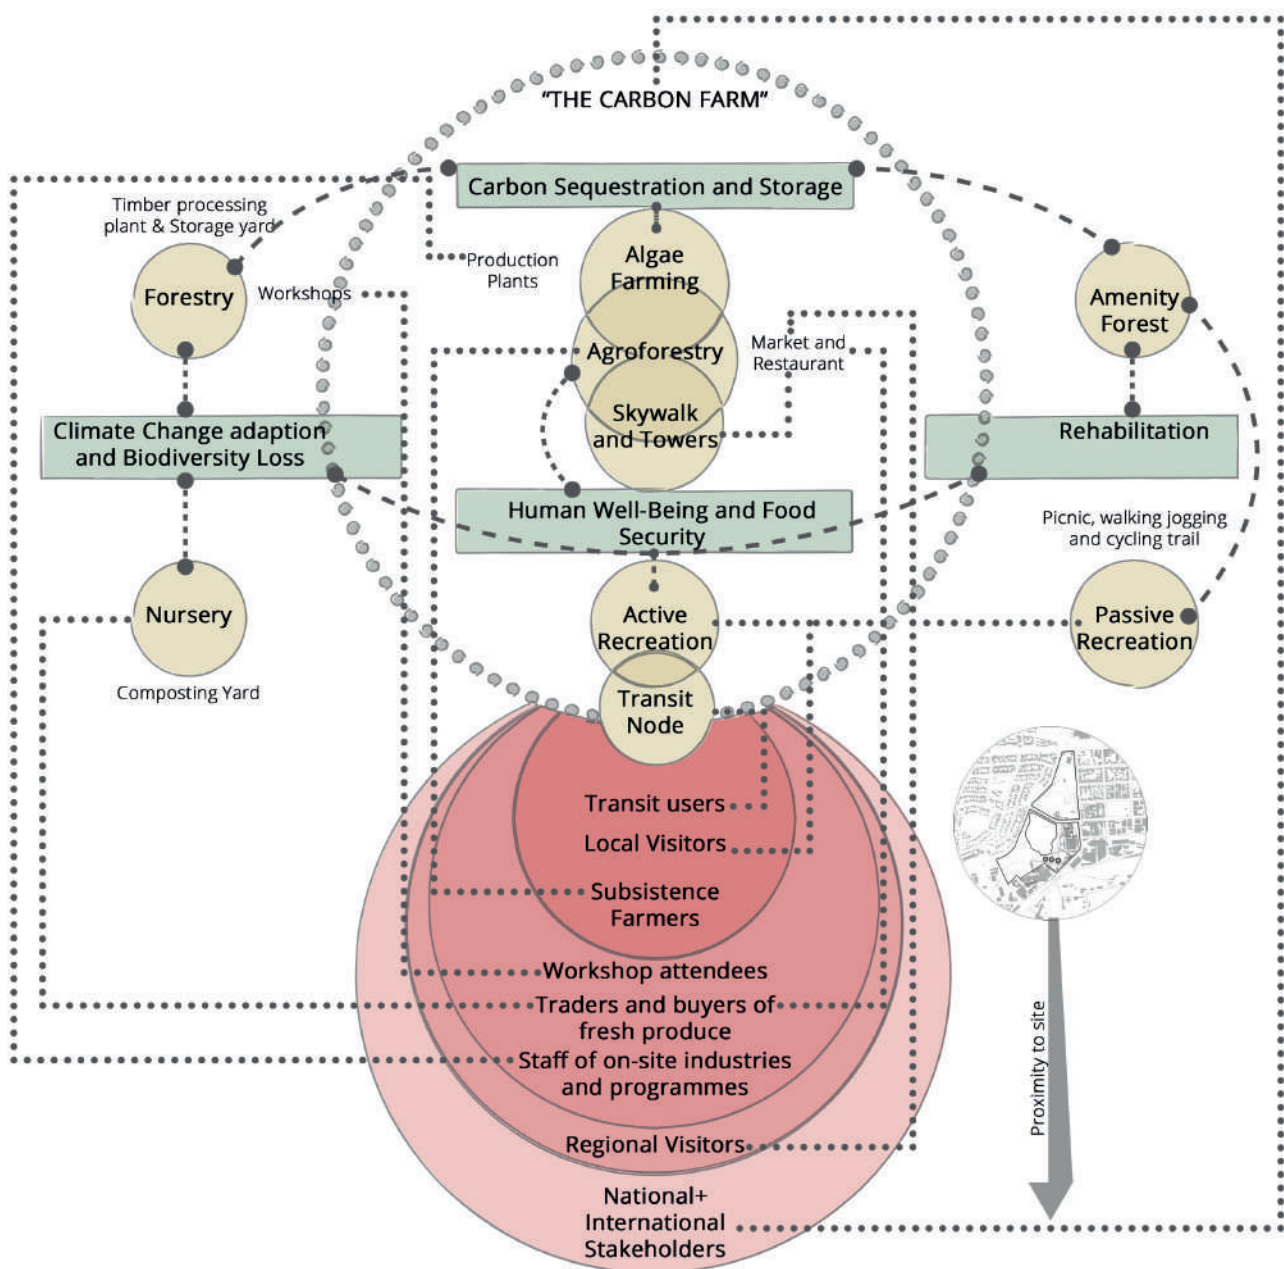 "THE CARBON FARM"
Carbon Sequestration and Storage
Timber processing
plant & Storage yard
Forestry
Workshops
Production
Plants
Algae
Farming
Agroforestry
Skywalk
and Towers
Market and
Restaurant
Amenity
Forest
Climate Change adaption
and Biodiversity Loss
Rehabilitation
Human Well-Being and Food
Security
Picnic, walking jogging
and cycling trail
Nursery
Composting Yard
Active
Recreation
Passive
Recreation
Transit
Node
Transit users
Local Visitors
Subsistence
Farmers
Workshop attendees
Traders and buyers of
fresh produce
Staff of on-site industries
and programmes
Regional Visitors
National+
International
Stakeholders
Proximity to site